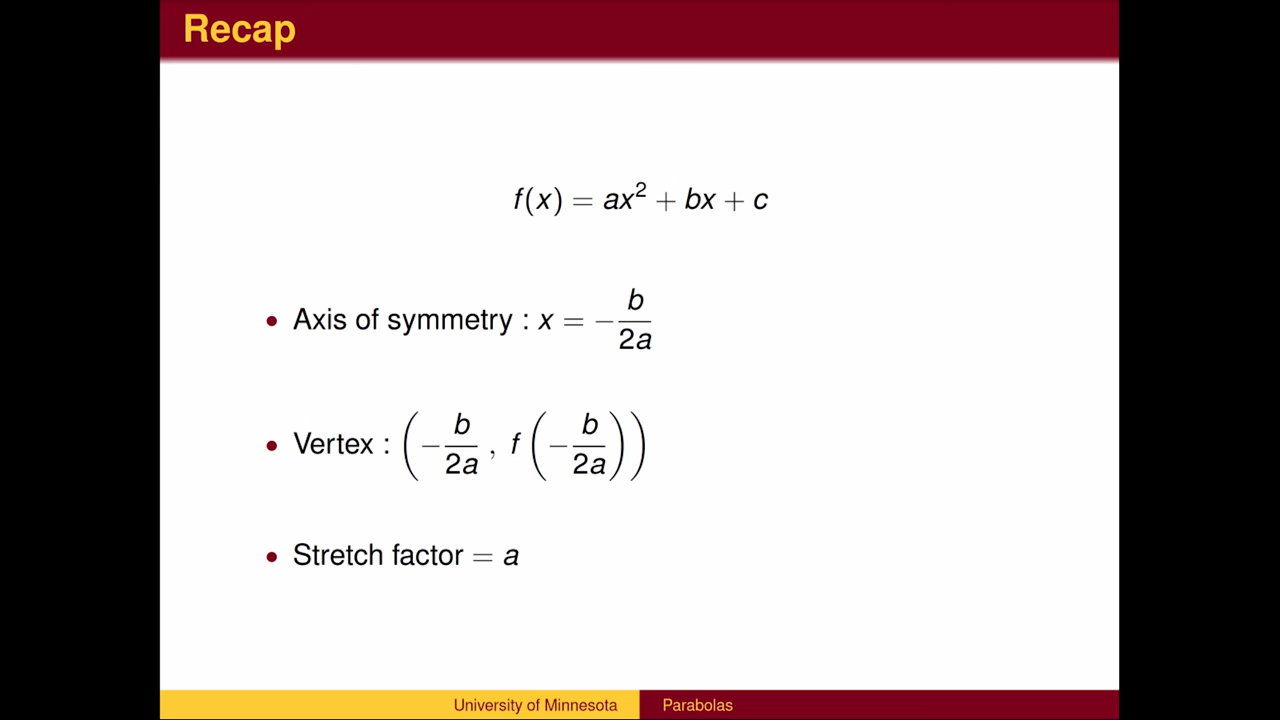 Recap
f(x) = ax² + bx + c
• Axis of symmetry : x = −b/2a
• Vertex : (−b/2a , f(−b/2a))
• Stretch factor = a
University of Minnesota Parabolas